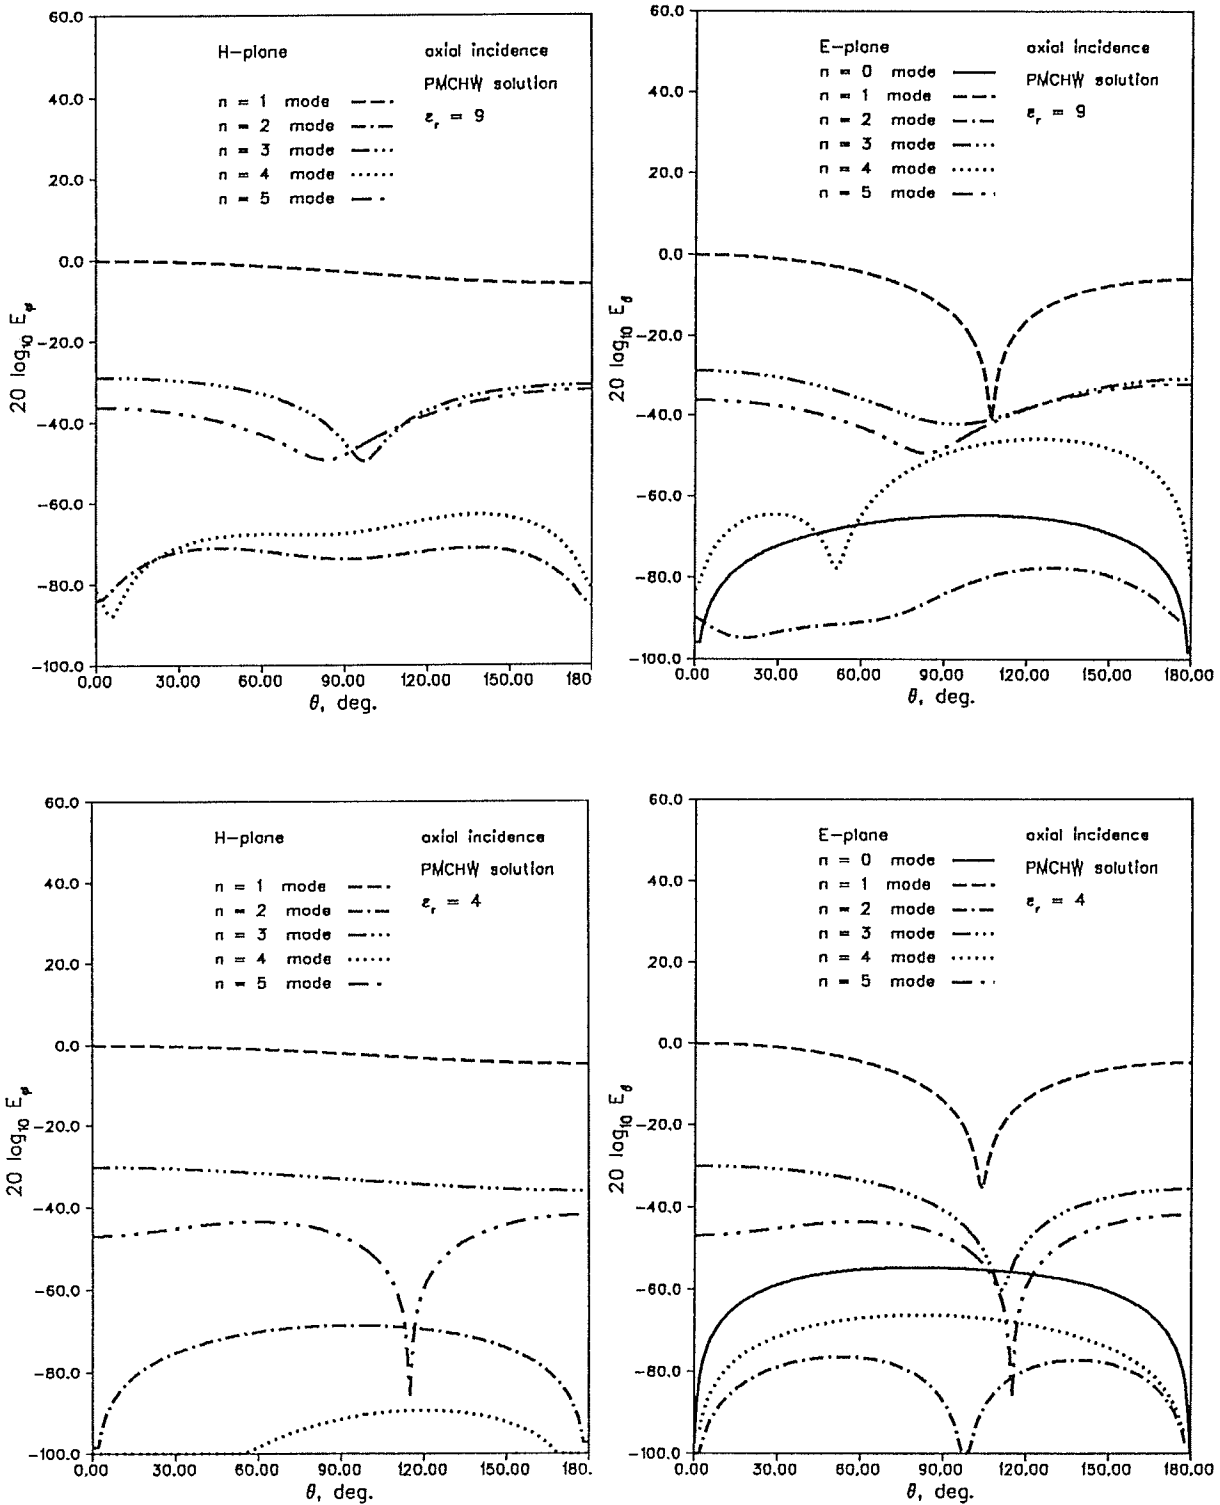 60.0
40.0
20.0
0.0
−20.0
−40.0
−60.0
−80.0
−100.0
20 log10 Eφ
H−plane
n = 1 mode
n = 2 mode
n = 3 mode
n = 4 mode
n = 5 mode
axial incidence
PMCHW solution
εr = 9
0.00 30.00 60.00 90.00 120.00 150.00 180.
θ, deg.
60.0
40.0
20.0
0.0
−20.0
−40.0
−60.0
−80.0
−100.0
20 log10 Eθ
E−plane
n = 0 mode
n = 1 mode
n = 2 mode
n = 3 mode
n = 4 mode
n = 5 mode
axial incidence
PMCHW solution
εr = 9
0.00 30.00 60.00 90.00 120.00 150.00 180.00
θ, deg.
60.0
40.0
20.0
0.0
−20.0
−40.0
−60.0
−80.0
−100.0
20 log10 Eφ
H−plane
n = 1 mode
n = 2 mode
n = 3 mode
n = 4 mode
n = 5 mode
axial incidence
PMCHW solution
εr = 4
0.00 30.00 60.00 90.00 120.00 150.00 180.
θ, deg.
60.0
40.0
20.0
0.0
−20.0
−40.0
−60.0
−80.0
−100.0
20 log10 Eθ
E−plane
n = 0 mode
n = 1 mode
n = 2 mode
n = 3 mode
n = 4 mode
n = 5 mode
axial incidence
PMCHW solution
εr = 4
0.00 30.00 60.00 90.00 120.00 150.00 180.00
θ, deg.